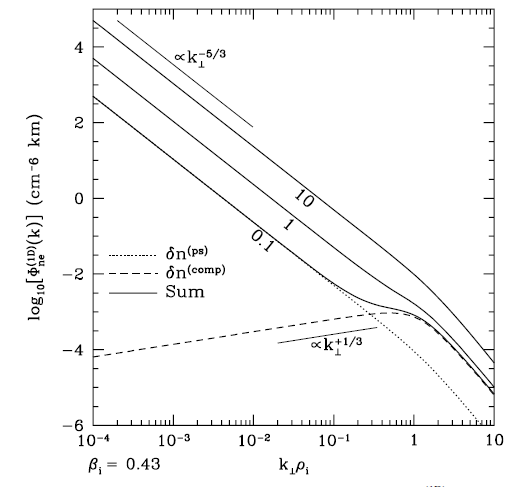 4
2
0
−2
−4
−6
log₁₀[Φₙₑ⁽¹ᴰ⁾(k)] (cm⁻⁶ km)
∝k⊥⁻⁵/³
10
1
0.1
δn⁽ᵖˢ⁾
δn⁽ᶜᵒᵐᵖ⁾
Sum
∝k⊥⁺¹/³
10⁻⁴ 10⁻³ 10⁻² 10⁻¹ 1 10
βᵢ = 0.43 k⊥ρᵢ